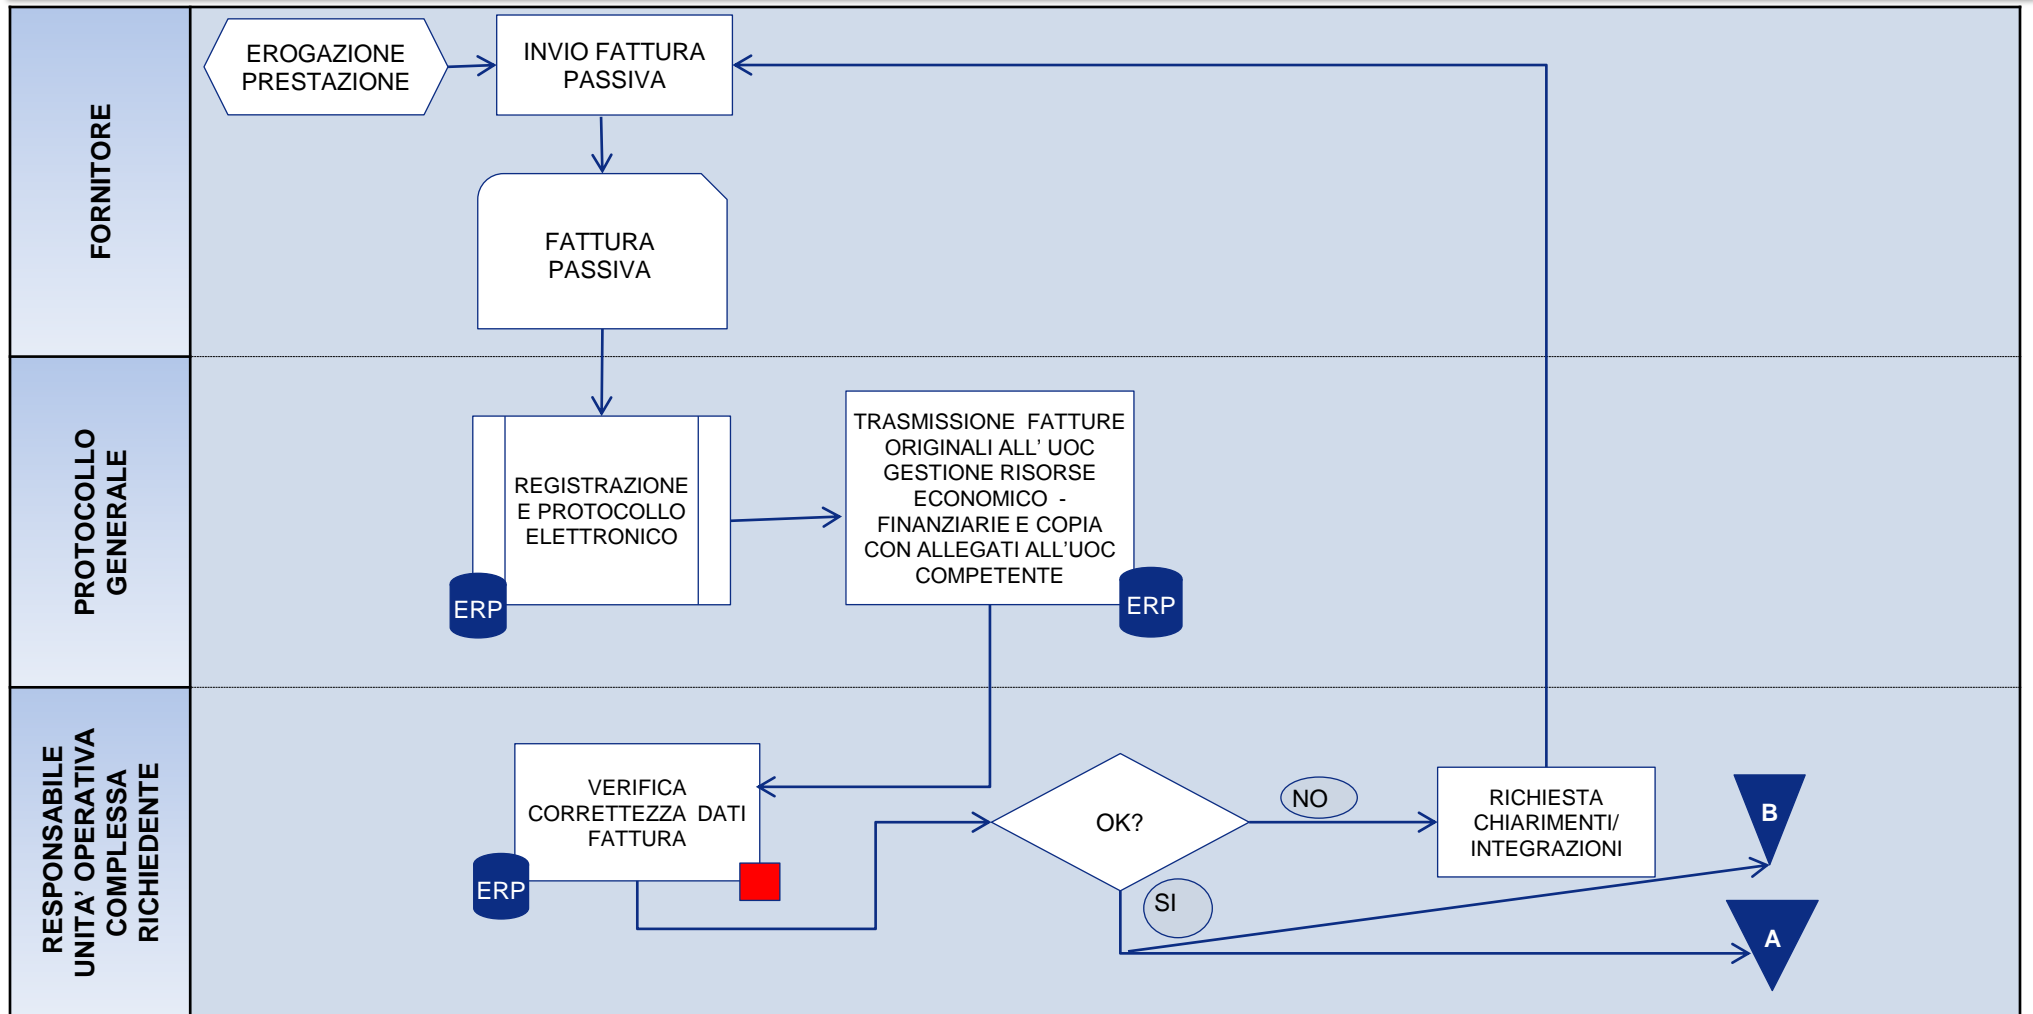 FORNITORE
EROGAZIONE
PRESTAZIONE
INVIO FATTURA
PASSIVA
FATTURA
PASSIVA
PROTOCOLLO
GENERALE
REGISTRAZIONE
E PROTOCOLLO
ELETTRONICO
ERP
TRASMISSIONE FATTURE
ORIGINALI ALL' UOC
GESTIONE RISORSE
ECONOMICO -
FINANZIARIE E COPIA
CON ALLEGATI ALL'UOC
COMPETENTE
ERP
RESPONSABILE
UNITA' OPERATIVA
COMPLESSA
RICHIEDENTE
VERIFICA
CORRETTEZZA DATI
FATTURA
ERP
OK?
NO
SI
RICHIESTA
CHIARIMENTI/
INTEGRAZIONI
B
A